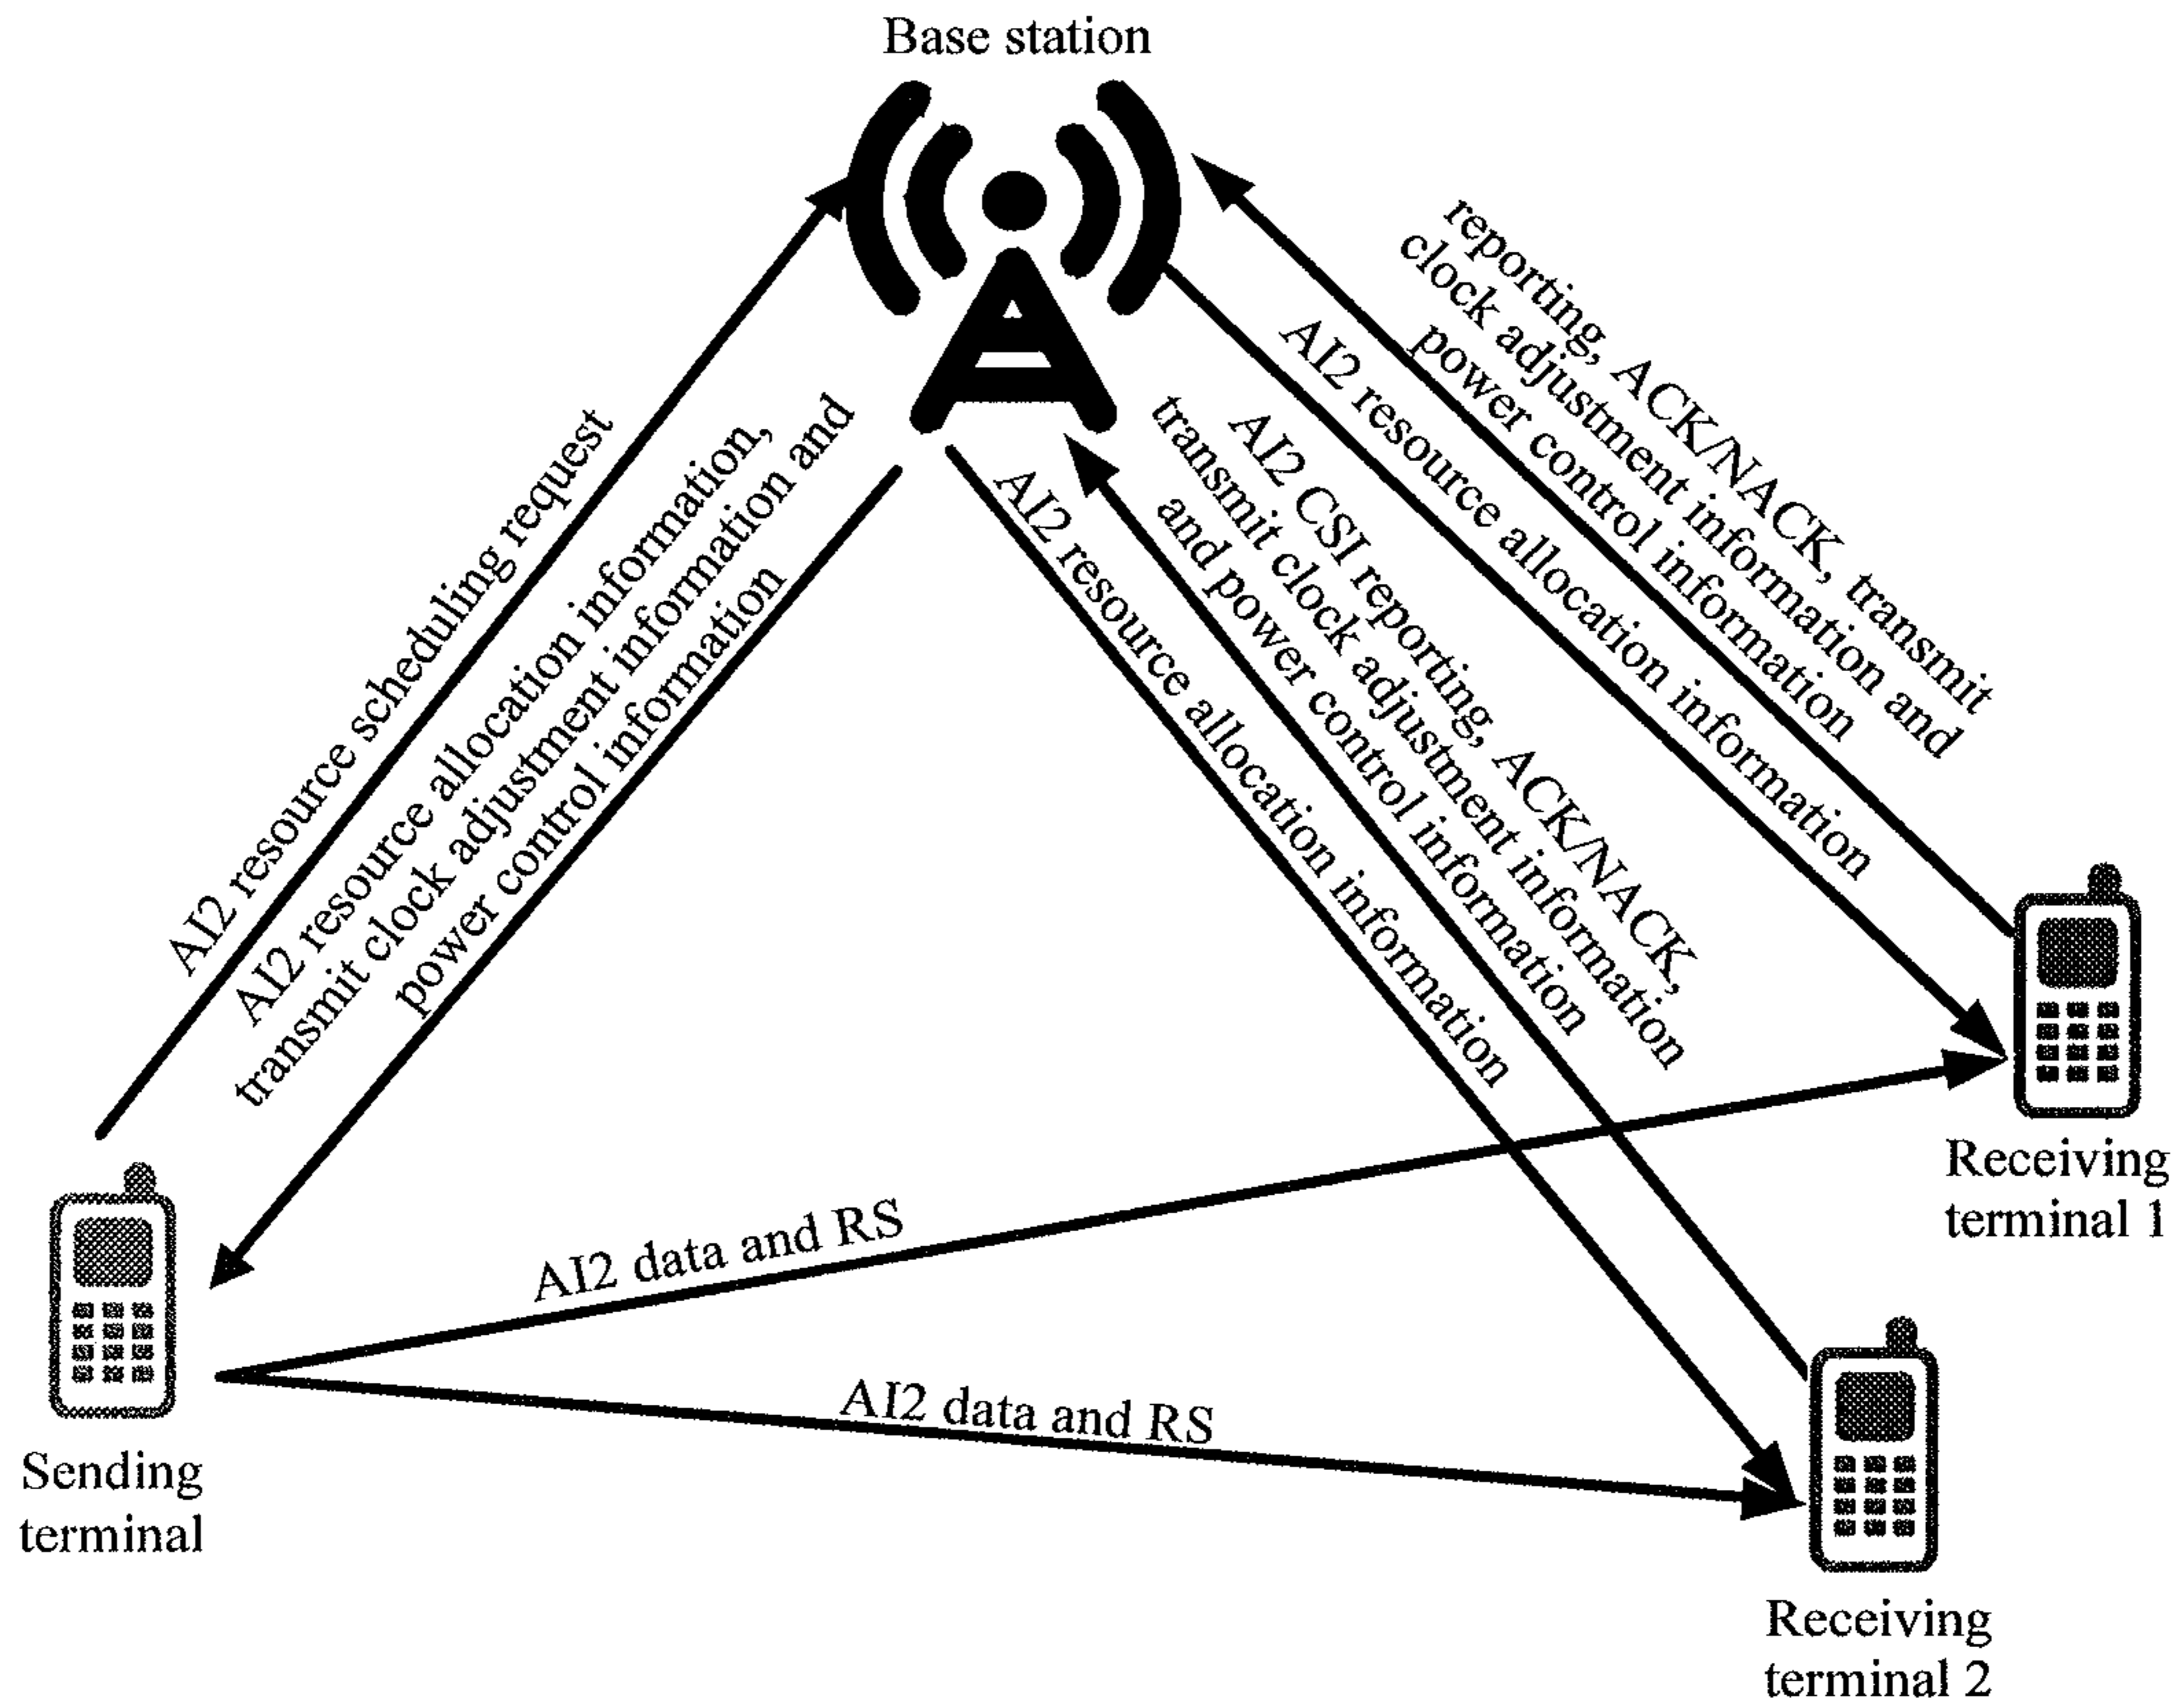 Base station
AI2 resource scheduling request
AI2 resource allocation information,
transmit clock adjustment information and
power control information
AI2 resource allocation information
AI2 CSI reporting, ACK/NACK,
transmit clock adjustment information
and power control information
AI2 resource allocation information
reporting, ACK/NACK, transmit
clock adjustment information and
power control information
AI2 data and RS
AI2 data and RS
Sending
terminal
Receiving
terminal 1
Receiving
terminal 2